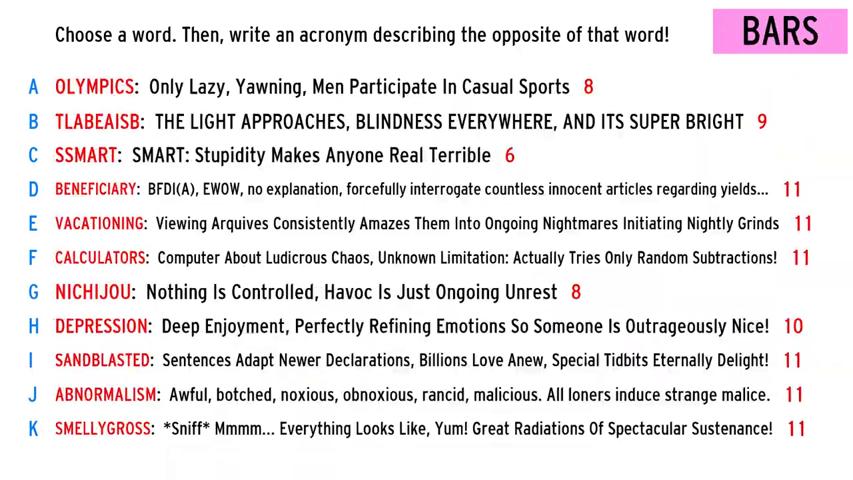 Choose a word. Then, write an acronym describing the opposite of that word!
BARS
A OLYMPICS: Only Lazy, Yawning, Men Participate In Casual Sports 8
B TLABEAISB: THE LIGHT APPROACHES, BLINDNESS EVERYWHERE, AND ITS SUPER BRIGHT 9
C SSMART: SMART: Stupidity Makes Anyone Real Terrible 6
D BENEFICIARY: BFDI(A), EWOW, no explanation, forcefully interrogate countless innocent articles regarding yields... 11
E VACATIONING: Viewing Arquives Consistently Amazes Them Into Ongoing Nightmares Initiating Nightly Grinds 11
F CALCULATORS: Computer About Ludicrous Chaos, Unknown Limitation: Actually Tries Only Random Subtractions! 11
G NICHIJOU: Nothing Is Controlled, Havoc Is Just Ongoing Unrest 8
H DEPRESSION: Deep Enjoyment, Perfectly Refining Emotions So Someone Is Outrageously Nice! 10
I SANDBLASTED: Sentences Adapt Newer Declarations, Billions Love Anew, Special Tidbits Eternally Delight! 11
J ABNORMALISM: Awful, botched, noxious, obnoxious, rancid, malicious. All loners induce strange malice. 11
K SMELLYGROSS: *Sniff* Mmmm... Everything Looks Like, Yum! Great Radiations Of Spectacular Sustenance! 11